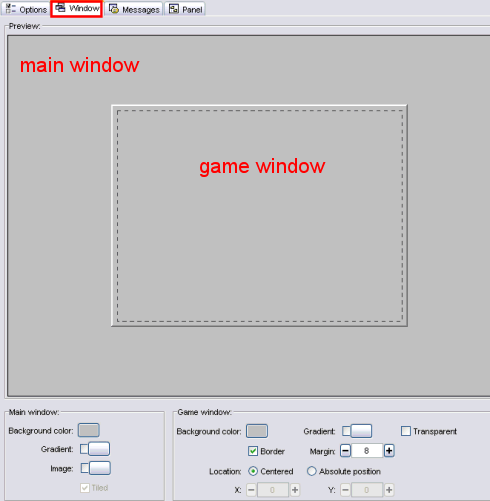 Options Window Messages Panel
Preview:
main window
game window
Main window:
Background color:
Gradient:
Image:
Tiled
Game window:
Background color: Gradient: Transparent
Border Margin: 8
Location: Centered Absolute position
X: 0 Y: 0